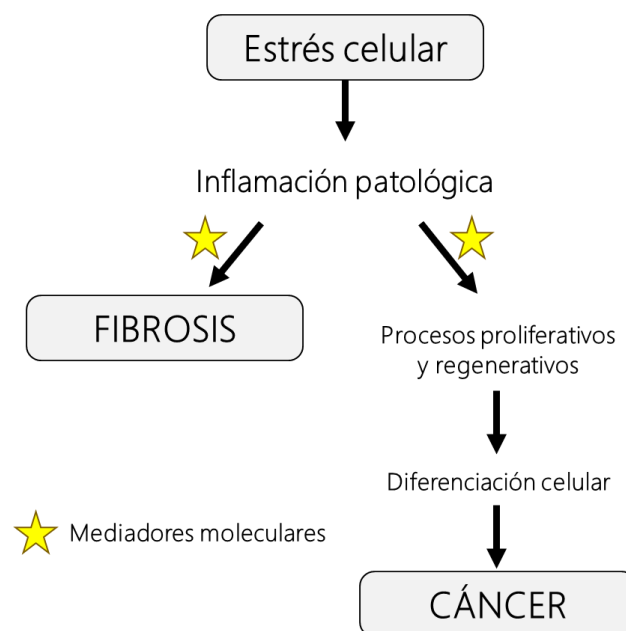 Estrés celular
Inflamación patológica
FIBROSIS
Procesos proliferativos
y regenerativos
Diferenciación celular
Mediadores moleculares
CÁNCER